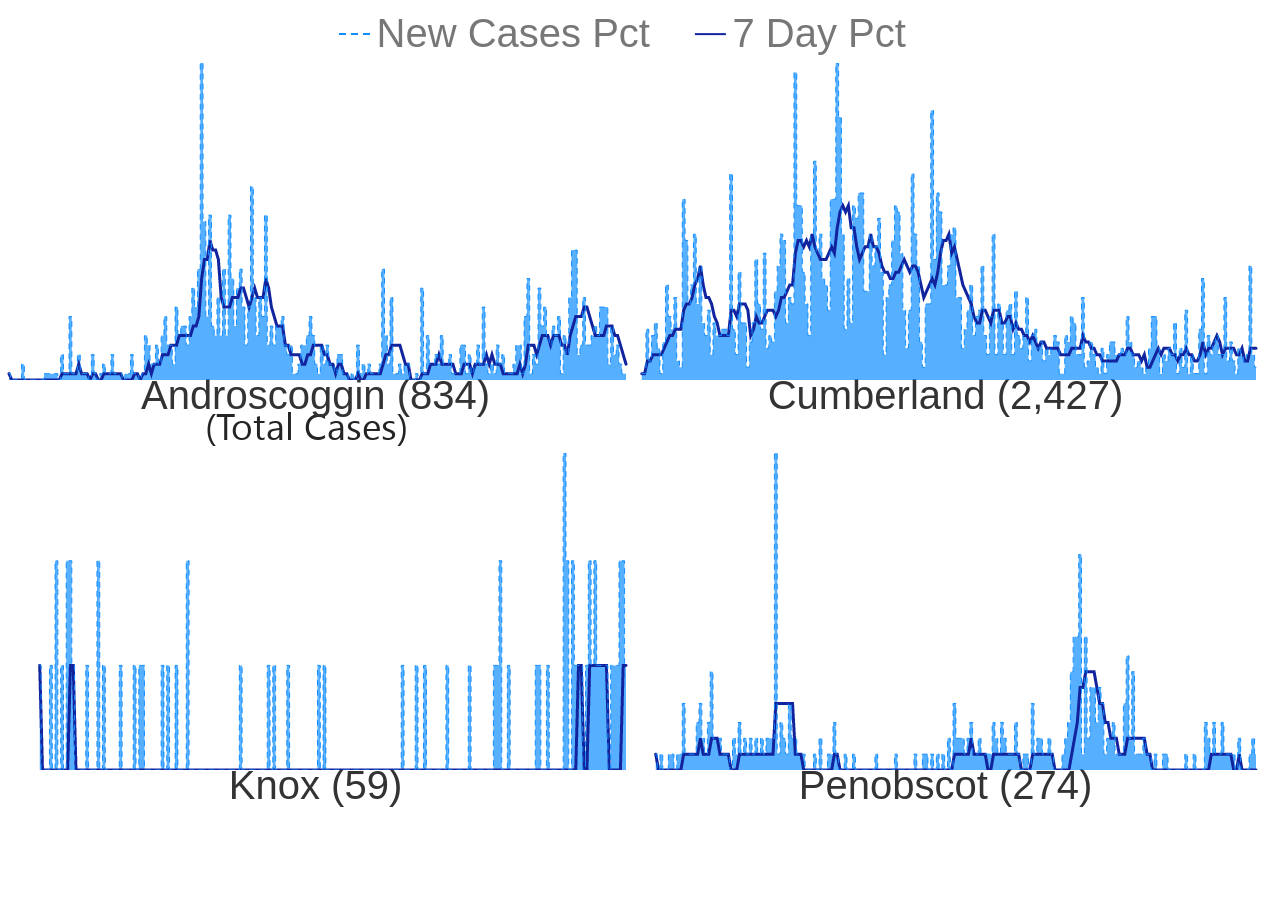 New Cases Pct 7 Day Pct
Androscoggin (834)
(Total Cases)
Cumberland (2,427)
Knox (59)
Penobscot (274)